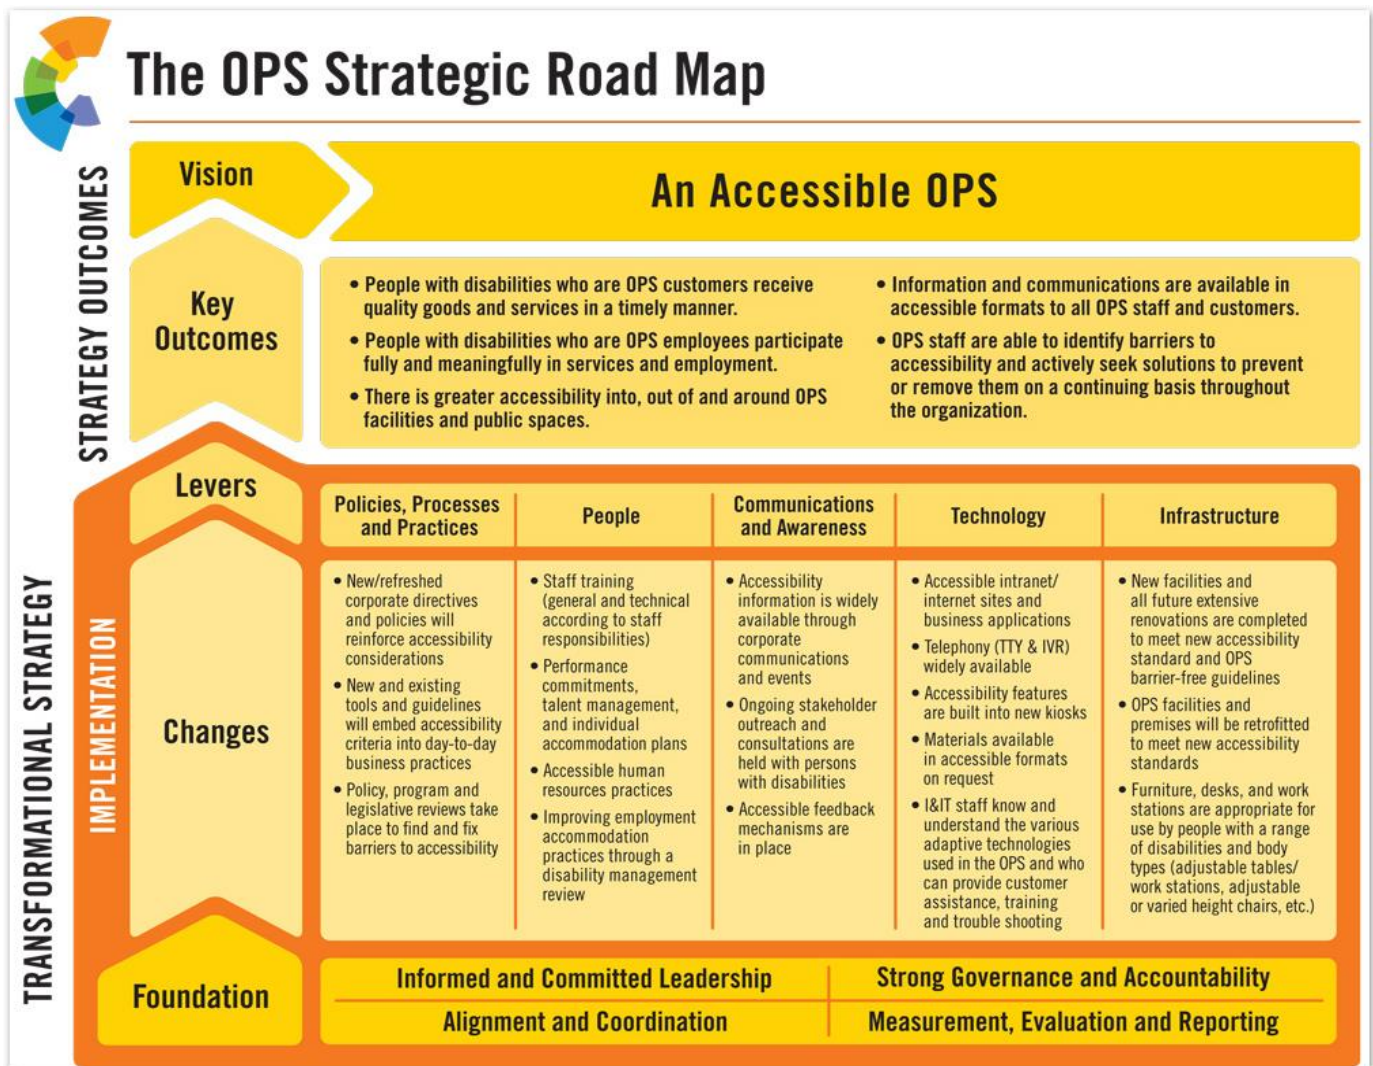 The OPS Strategic Road Map
STRATEGY OUTCOMES
Vision
An Accessible OPS
Key
Outcomes
• People with disabilities who are OPS customers receive
quality goods and services in a timely manner.
• People with disabilities who are OPS employees participate
fully and meaningfully in services and employment.
• There is greater accessibility into, out of and around OPS
facilities and public spaces.
• Information and communications are available in
accessible formats to all OPS staff and customers.
• OPS staff are able to identify barriers to
accessibility and actively seek solutions to prevent
or remove them on a continuing basis throughout
the organization.
TRANSFORMATIONAL STRATEGY
IMPLEMENTATION
Levers
Policies, Processes
and Practices
People
Communications
and Awareness
Technology
Infrastructure
Changes
• New/refreshed
corporate directives
and policies will
reinforce accessibility
considerations
• New and existing
tools and guidelines
will embed accessibility
criteria into day-to-day
business practices
• Policy, program and
legislative reviews take
place to find and fix
barriers to accessibility
• Staff training
(general and technical
according to staff
responsibilities)
• Performance
commitments,
talent management,
and individual
accommodation plans
• Accessible human
resources practices
• Improving employment
accommodation
practices through a
disability management
review
• Accessibility
information is widely
available through
corporate
communications
and events
• Ongoing stakeholder
outreach and
consultations are
held with persons
with disabilities
• Accessible feedback
mechanisms are
in place
• Accessible intranet/
internet sites and
business applications
• Telephony (TTY & IVR)
widely available
• Accessibility features
are built into new kiosks
• Materials available
in accessible formats
on request
• I&IT staff know and
understand the various
adaptive technologies
used in the OPS and who
can provide customer
assistance, training
and trouble shooting
• New facilities and
all future extensive
renovations are completed
to meet new accessibility
standard and OPS
barrier-free guidelines
• OPS facilities and
premises will be retrofitted
to meet new accessibility
standards
• Furniture, desks, and work
stations are appropriate for
use by people with a range
of disabilities and body
types (adjustable tables/
work stations, adjustable
or varied height chairs, etc.)
Foundation
Informed and Committed Leadership
Strong Governance and Accountability
Alignment and Coordination
Measurement, Evaluation and Reporting